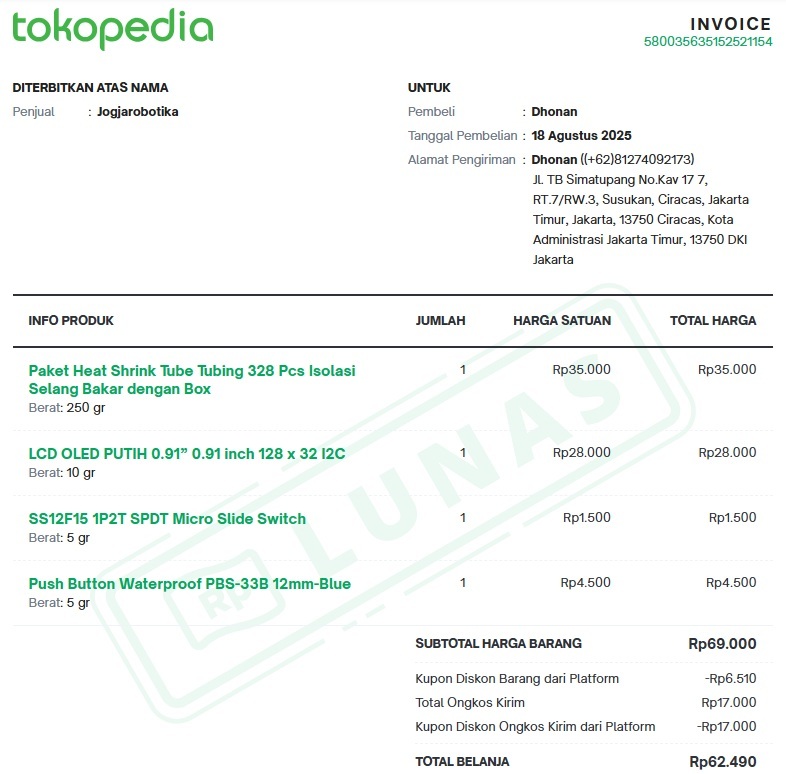 tokopedia
INVOICE
580035635152521154
DITERBITKAN ATAS NAMA
Penjual : Jogjarobotika
UNTUK
Pembeli : Dhonan
Tanggal Pembelian : 18 Agustus 2025
Alamat Pengiriman : Dhonan ((+62)81274092173)
Jl. TB Simatupang No.Kav 17 7,
RT.7/RW.3, Susukan, Ciracas, Jakarta
Timur, Jakarta, 13750 Ciracas, Kota
Administrasi Jakarta Timur, 13750 DKI
Jakarta
INFO PRODUK JUMLAH HARGA SATUAN TOTAL HARGA
Paket Heat Shrink Tube Tubing 328 Pcs Isolasi 1 Rp35.000 Rp35.000
Selang Bakar dengan Box
Berat: 250 gr
LCD OLED PUTIH 0.91” 0.91 inch 128 x 32 I2C 1 Rp28.000 Rp28.000
Berat: 10 gr
SS12F15 1P2T SPDT Micro Slide Switch 1 Rp1.500 Rp1.500
Berat: 5 gr
Push Button Waterproof PBS-33B 12mm-Blue 1 Rp4.500 Rp4.500
Berat: 5 gr
Rp LUNAS
SUBTOTAL HARGA BARANG Rp69.000
Kupon Diskon Barang dari Platform -Rp6.510
Total Ongkos Kirim Rp17.000
Kupon Diskon Ongkos Kirim dari Platform -Rp17.000
TOTAL BELANJA Rp62.490